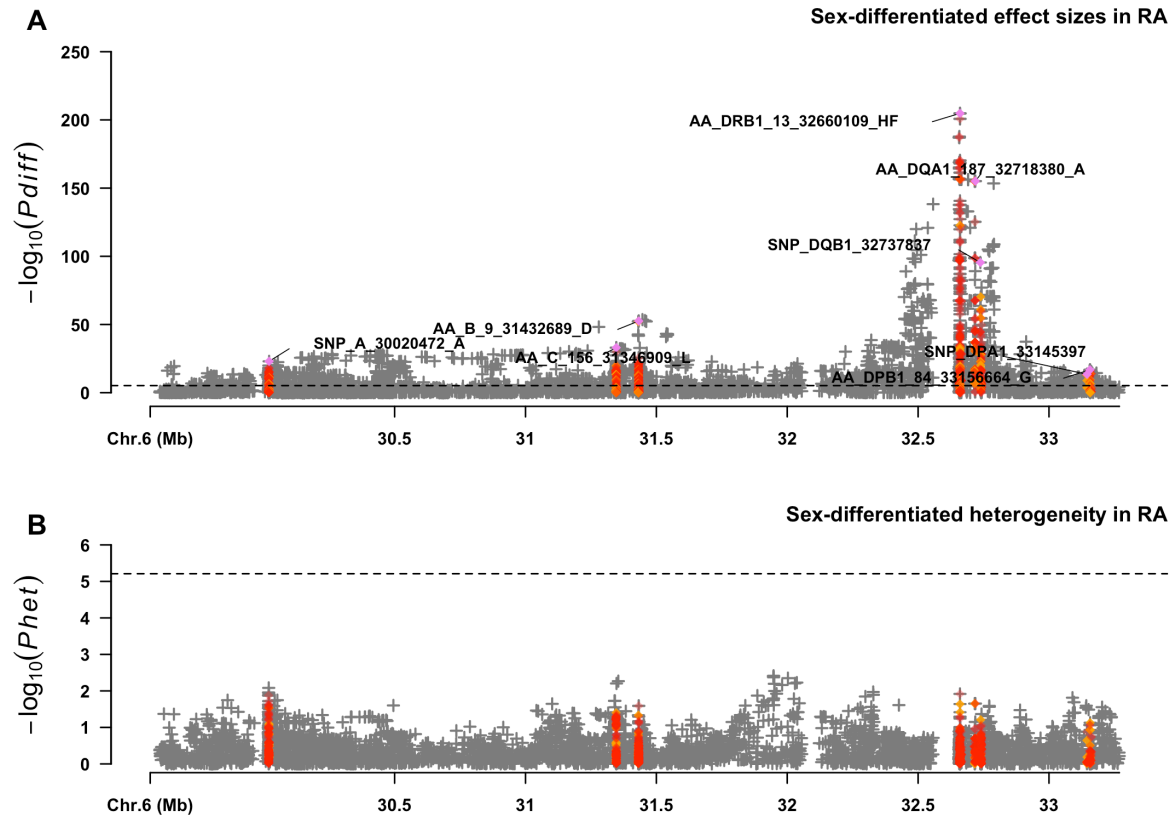 A
Sex-differentiated effect sizes in RA
250
200
150
100
50
0
−log10(Pdiff)
AA_DRB1_13_32660109_HF
AA_DQA1_187_32718380_A
SNP_DQB1_32737837
AA_B_9_31432689_D
SNP_A_30020472_A
AA_C_156_31346909_L
SNP_DPA1_33145397
AA_DPB1_84_33156664_G
Chr.6 (Mb) 30.5 31 31.5 32 32.5 33
B
Sex-differentiated heterogeneity in RA
6
5
4
3
2
1
0
−log10(Phet)
Chr.6 (Mb) 30.5 31 31.5 32 32.5 33